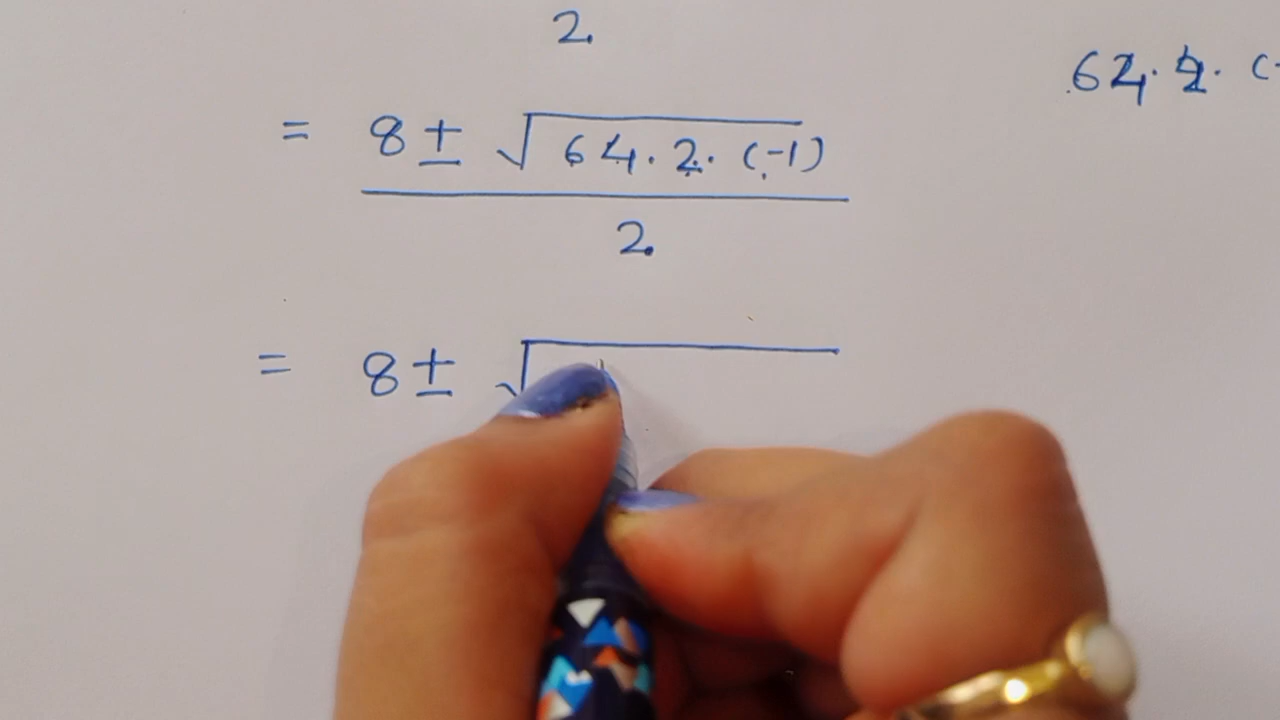 2
64. 2. (-
= 8 ± √64.2.(-1)
2
= 8 ± √